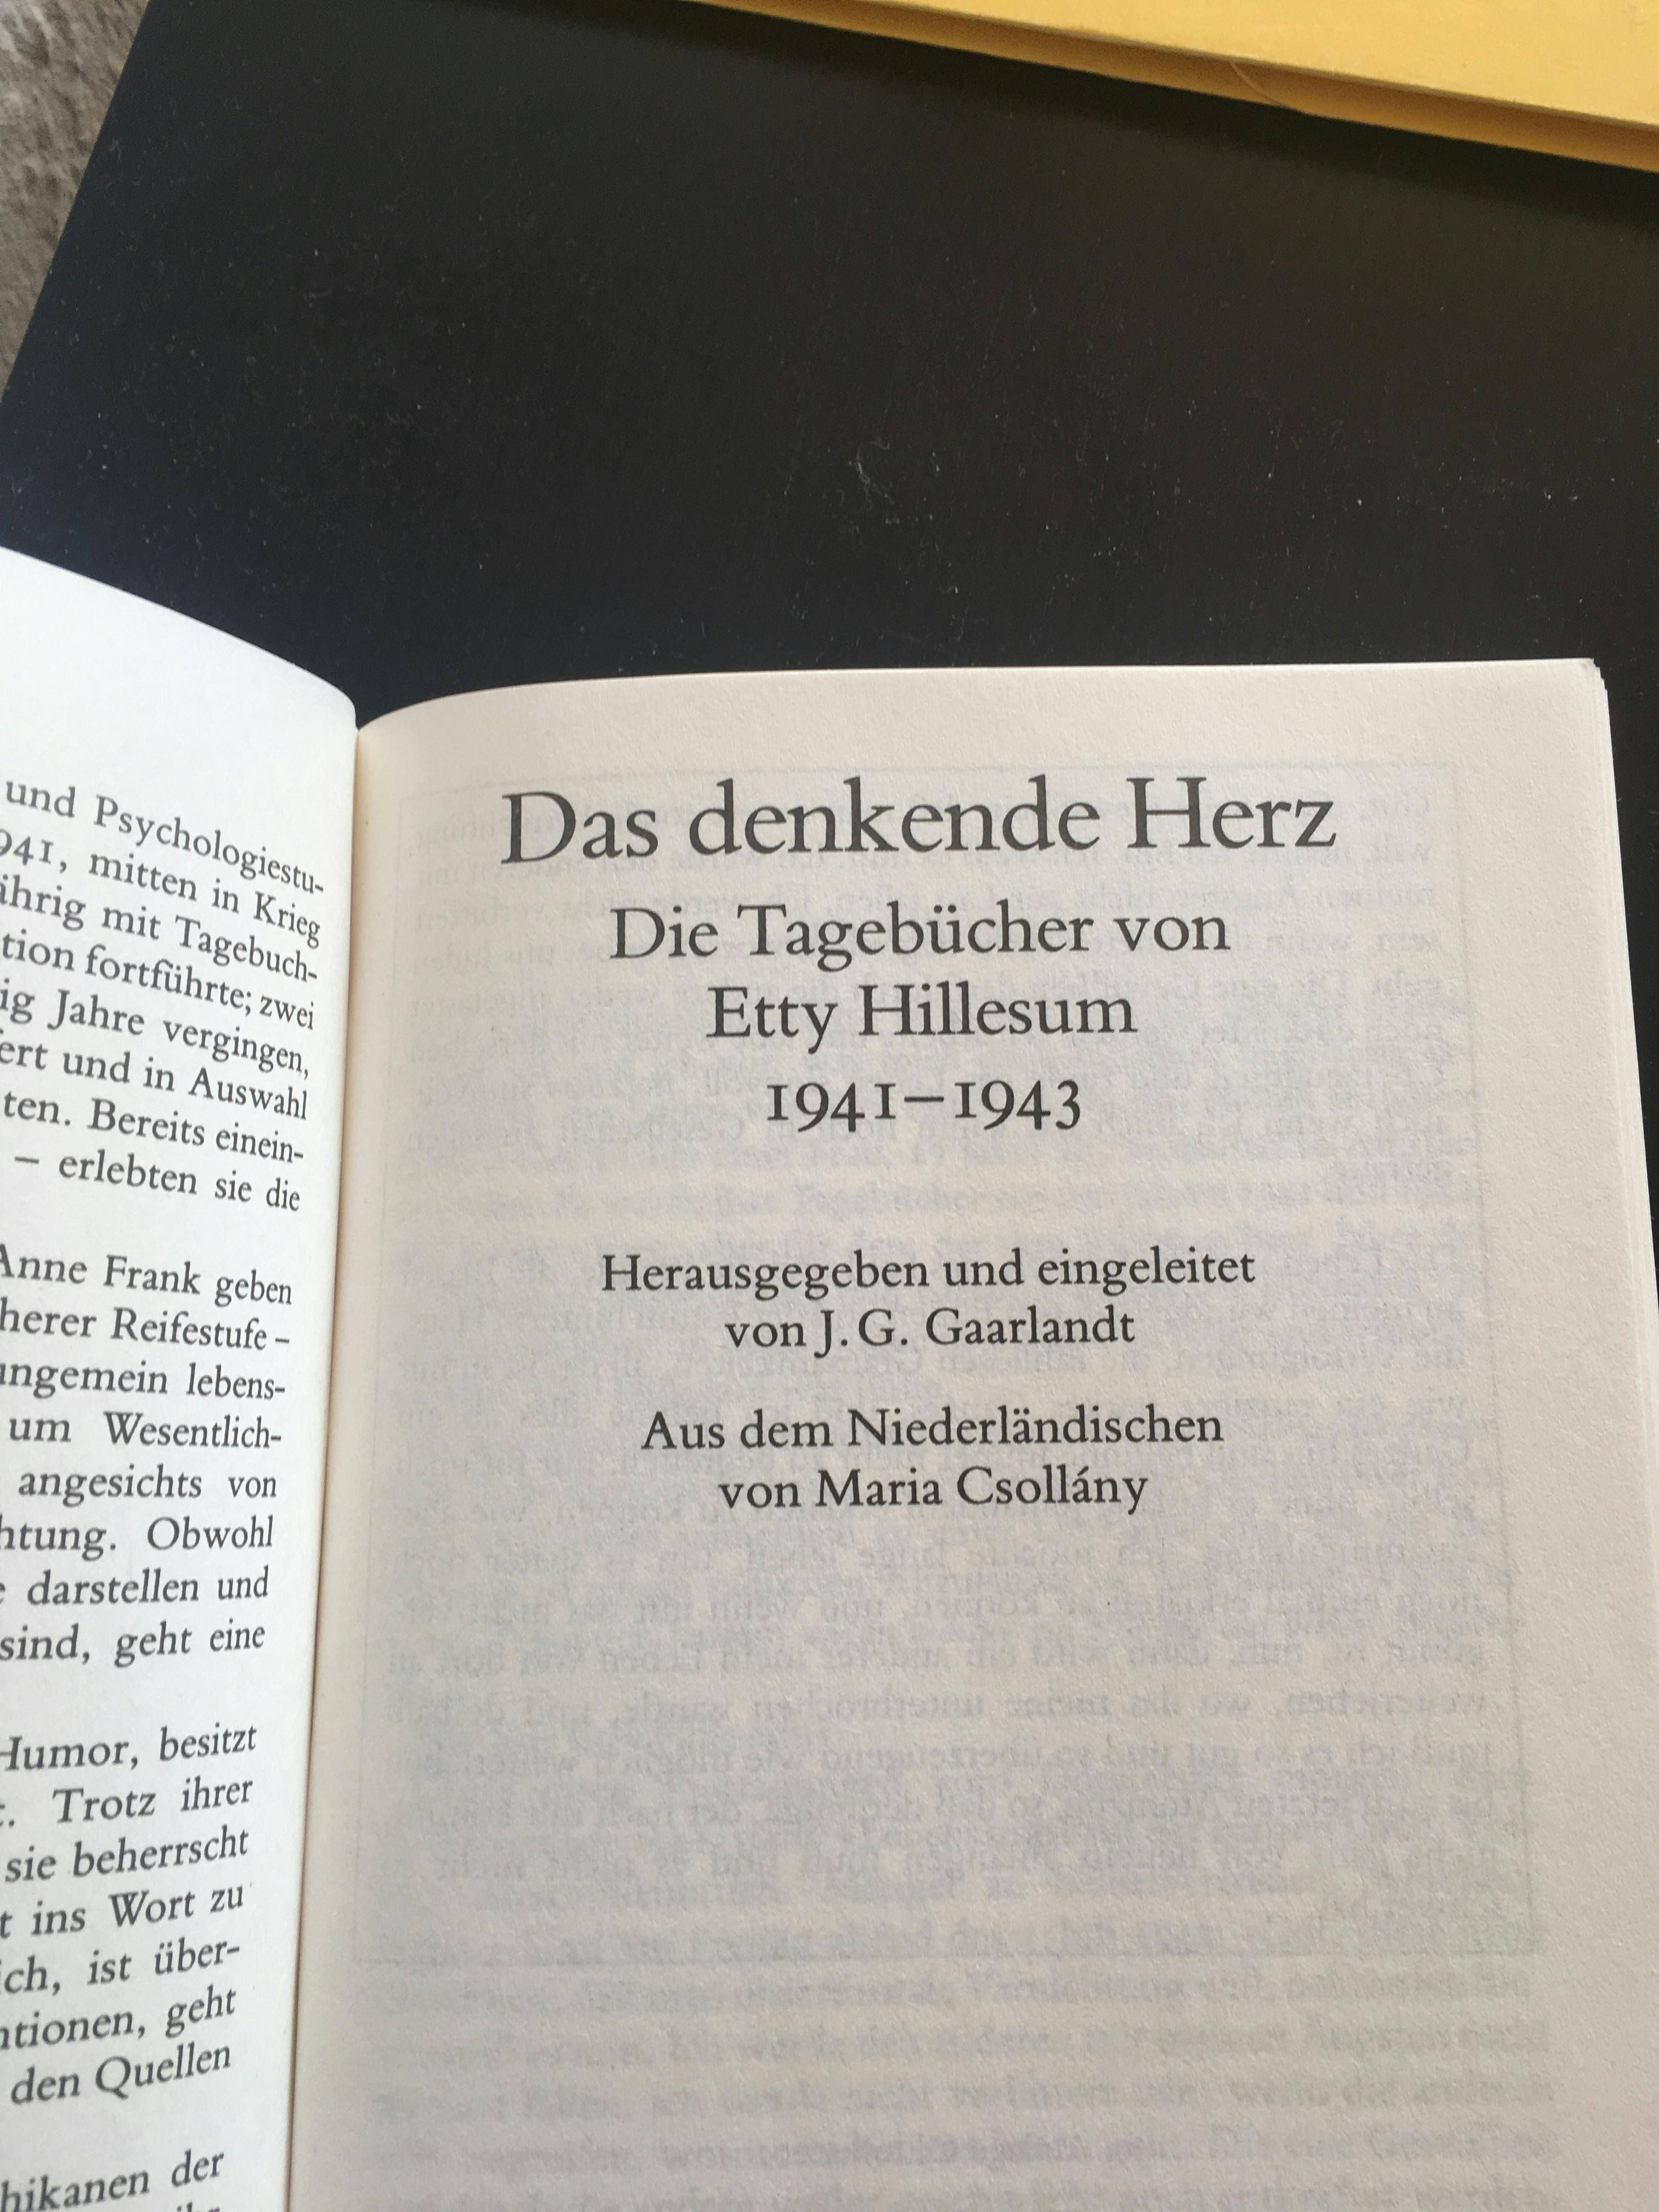 und Psychologiestu-
941, mitten in Krieg
ährig mit Tagebuch-
tion fortführte; zwei
ig Jahre vergingen,
ert und in Auswahl
ten. Bereits einein-
– erlebten sie die
Anne Frank geben
herer Reifestufe –
ungemein lebens-
um Wesentlich-
angesichts von
htung. Obwohl
darstellen und
sind, geht eine
Humor, besitzt
Trotz ihrer
sie beherrscht
t ins Wort zu
ich, ist über-
ntionen, geht
den Quellen
hikanen der
Das denkende Herz
Die Tagebücher von
Etty Hillesum
1941–1943
Herausgegeben und eingeleitet
von J. G. Gaarlandt
Aus dem Niederländischen
von Maria Csollány